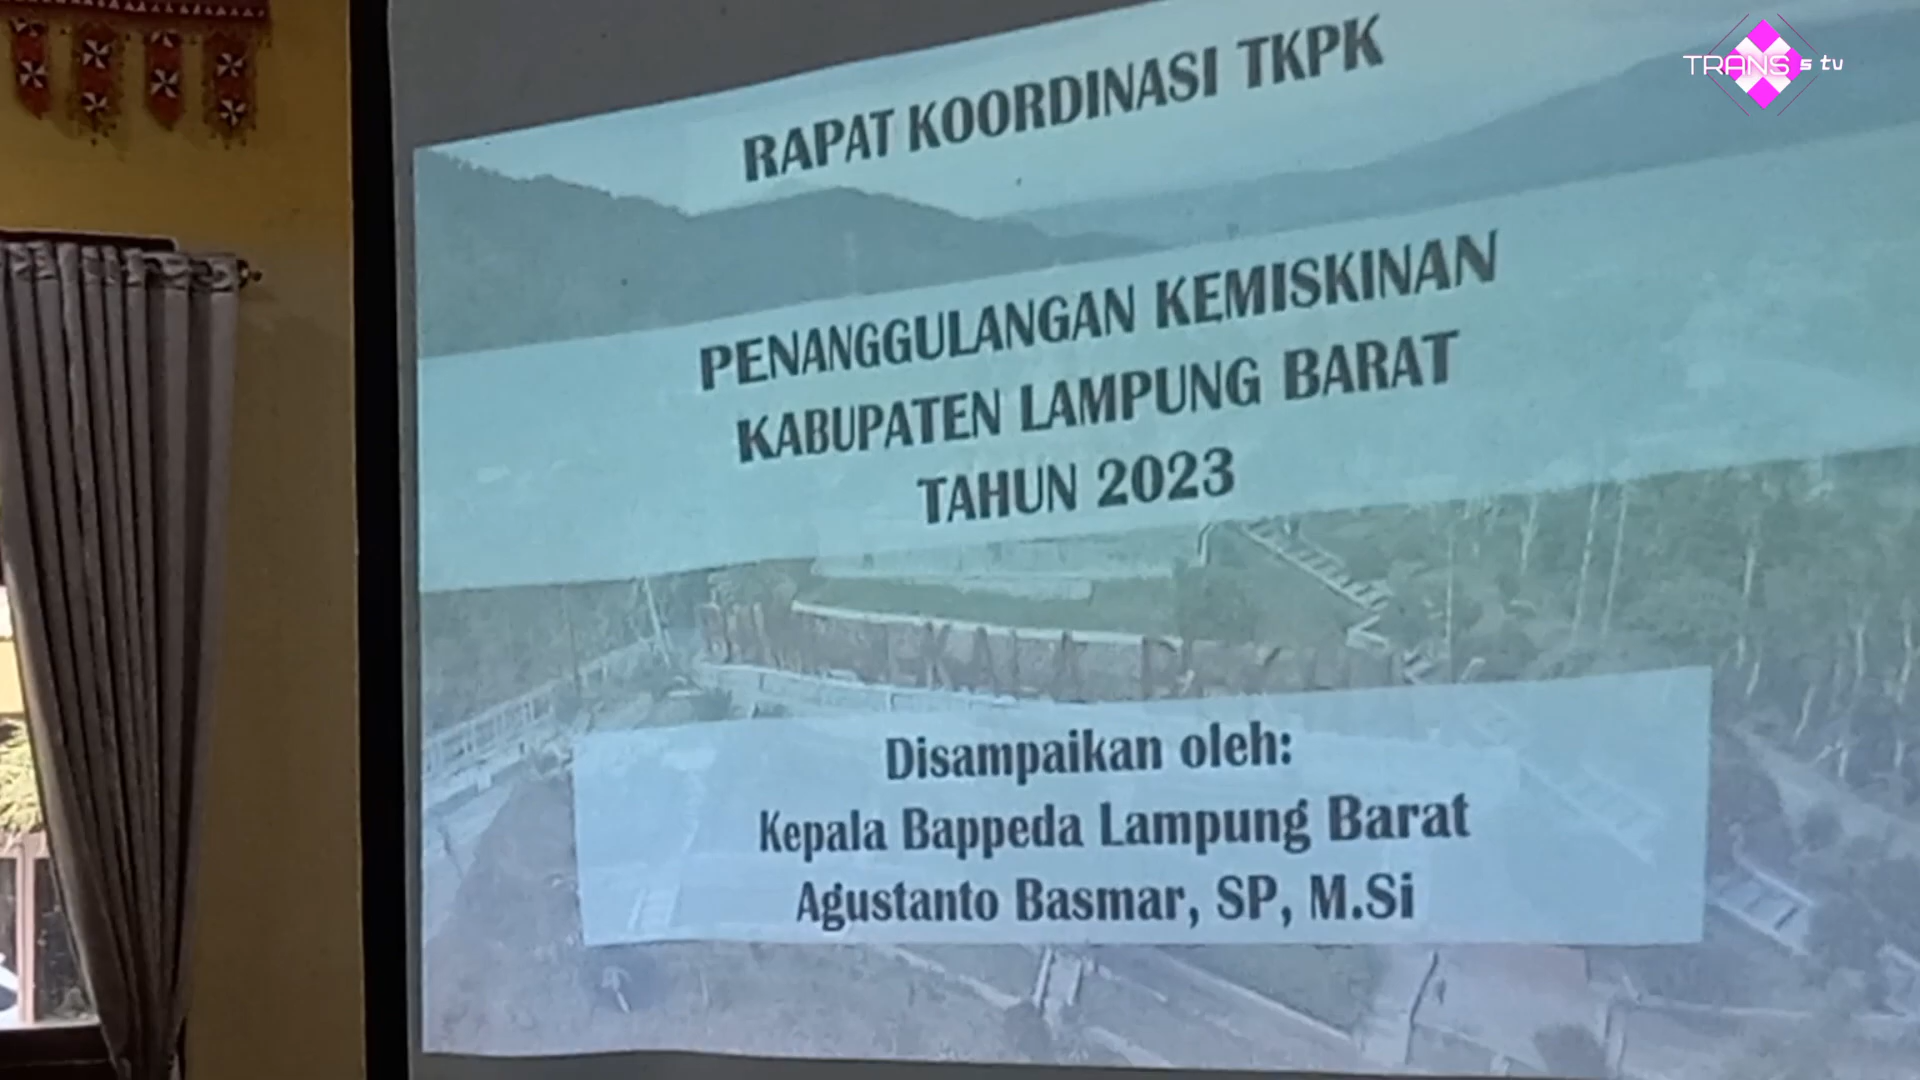 TRANS s tv
RAPAT KOORDINASI TKPK
PENANGGULANGAN KEMISKINAN
KABUPATEN LAMPUNG BARAT
TAHUN 2023
Disampaikan oleh:
Kepala Bappeda Lampung Barat
Agustanto Basmar, SP, M.Si